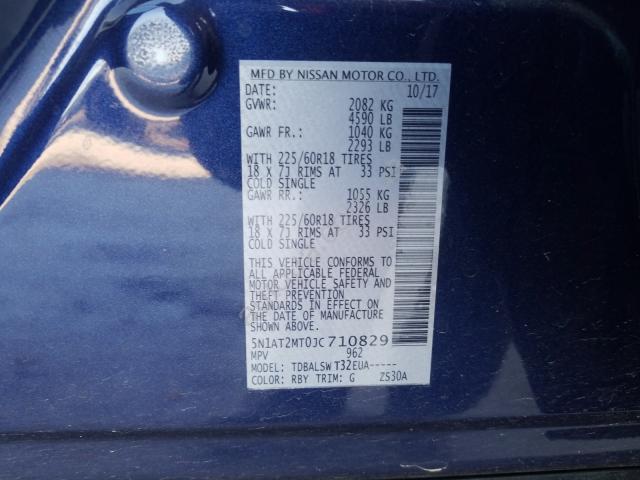 MFD BY NISSAN MOTOR CO., LTD.
DATE: 10/17
GVWR: 2082 KG
4590 LB
GAWR FR.: 1040 KG
2293 LB
WITH 225/60R18 TIRES
18 X 7J RIMS AT 33 PSI
COLD SINGLE
GAWR RR.: 1055 KG
2326 LB
WITH 225/60R18 TIRES
18 X 7J RIMS AT 33 PSI
COLD SINGLE
THIS VEHICLE CONFORMS TO
ALL APPLICABLE FEDERAL
MOTOR VEHICLE SAFETY AND
THEFT PREVENTION
STANDARDS IN EFFECT ON
THE DATE OF MANUFACTURE
SHOWN ABOVE.
5N1AT2MT0JC710829
MPV 962
MODEL: TDBALSW T32EUA-----
COLOR: RBY TRIM: G ZS30A